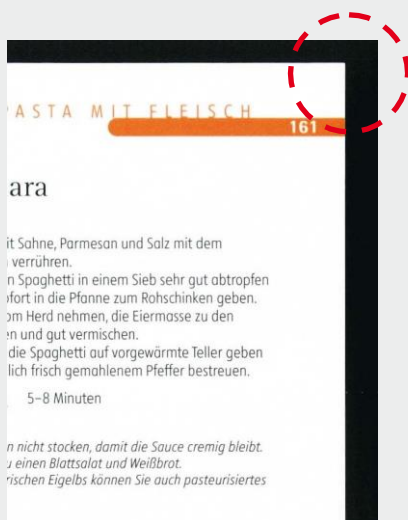 ASTA MIT FLEISCH
161
ara
it Sahne, Parmesan und Salz mit dem
verrühren.
n Spaghetti in einem Sieb sehr gut abtropfen
ofort in die Pfanne zum Rohschinken geben.
om Herd nehmen, die Eiermasse zu den
en und gut vermischen.
die Spaghetti auf vorgewärmte Teller geben
lich frisch gemahlenem Pfeffer bestreuen.
5–8 Minuten
n nicht stocken, damit die Sauce cremig bleibt.
u einen Blattsalat und Weißbrot.
rischen Eigelbs können Sie auch pasteurisiertes